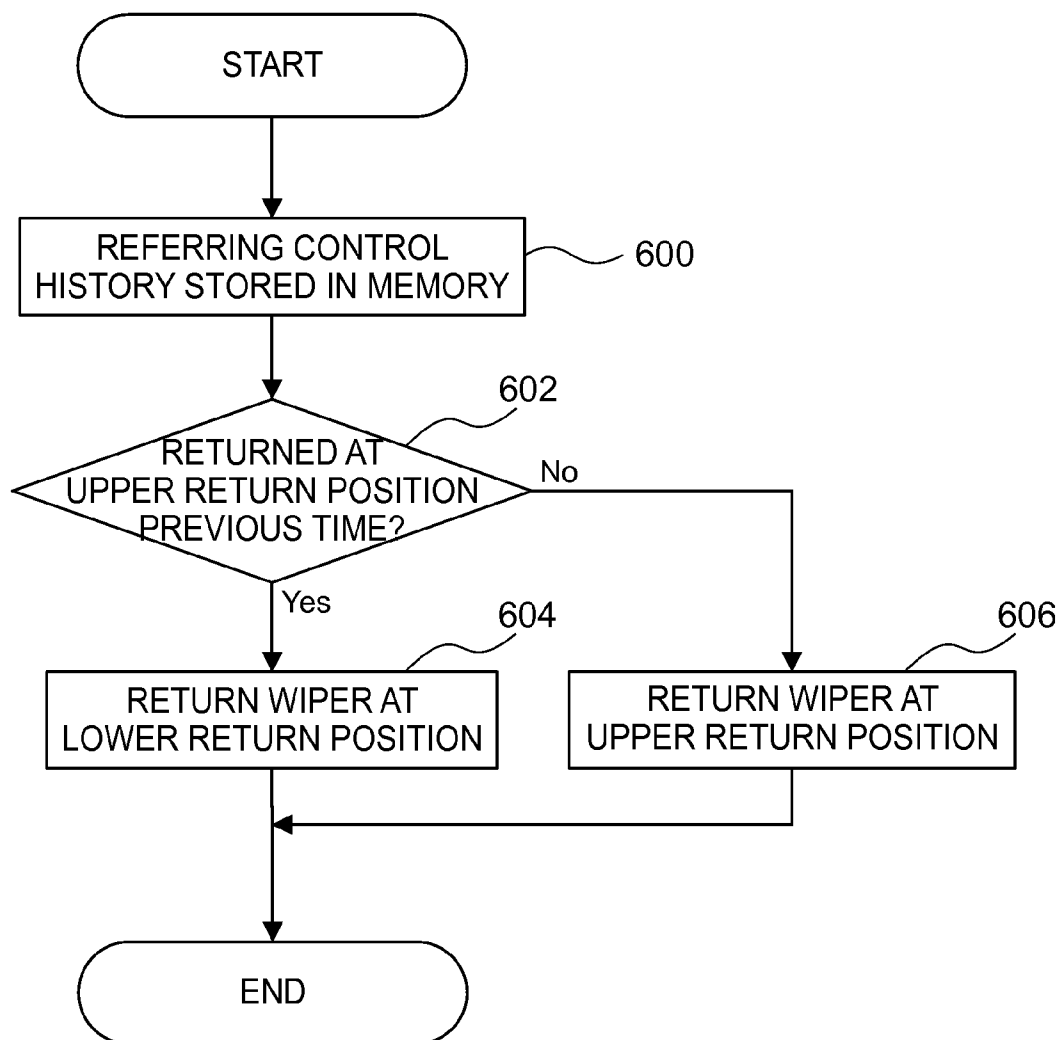 START
REFERRING CONTROL
HISTORY STORED IN MEMORY
600
602
RETURNED AT
UPPER RETURN POSITION
PREVIOUS TIME?
No
Yes
604
606
RETURN WIPER AT
LOWER RETURN POSITION
RETURN WIPER AT
UPPER RETURN POSITION
END